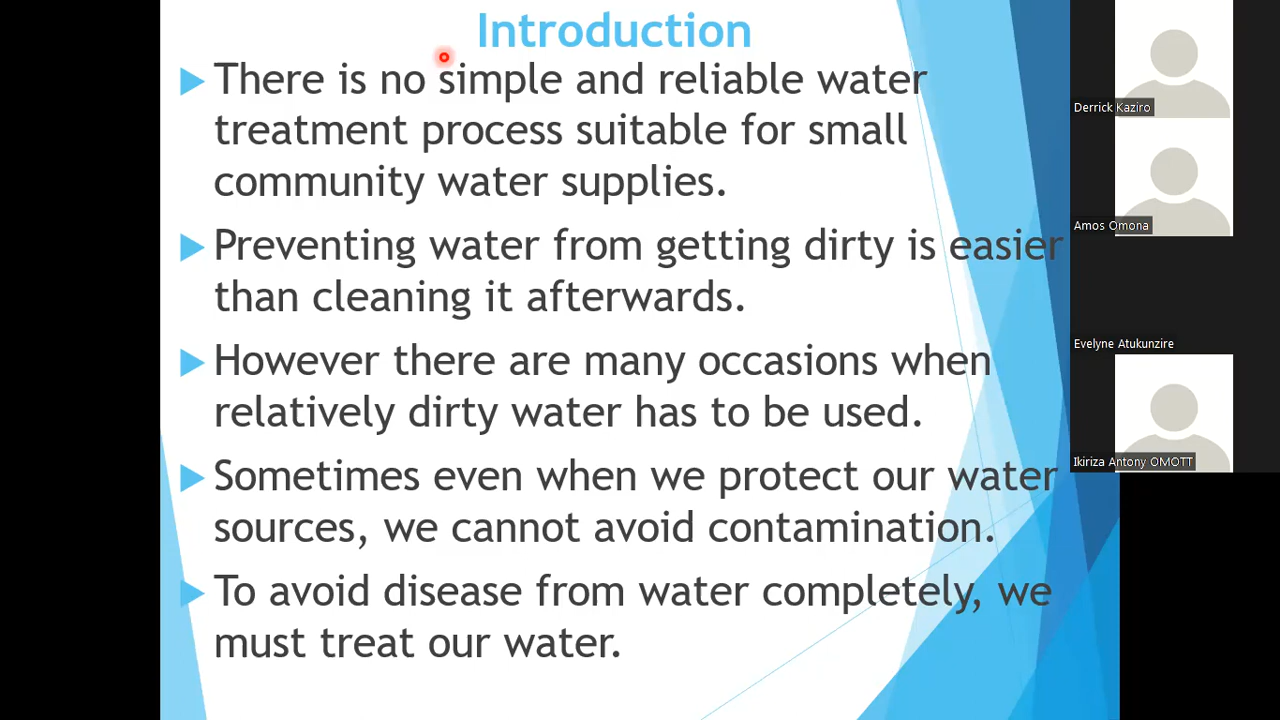 Introduction
There is no simple and reliable water
treatment process suitable for small
community water supplies.
Preventing water from getting dirty is easier
than cleaning it afterwards.
However there are many occasions when
relatively dirty water has to be used.
Sometimes even when we protect our water
sources, we cannot avoid contamination.
To avoid disease from water completely, we
must treat our water.
Derrick Kaziro
Amos Omona
Evelyne Atukunzire
Ikiriza Antony OMOTT